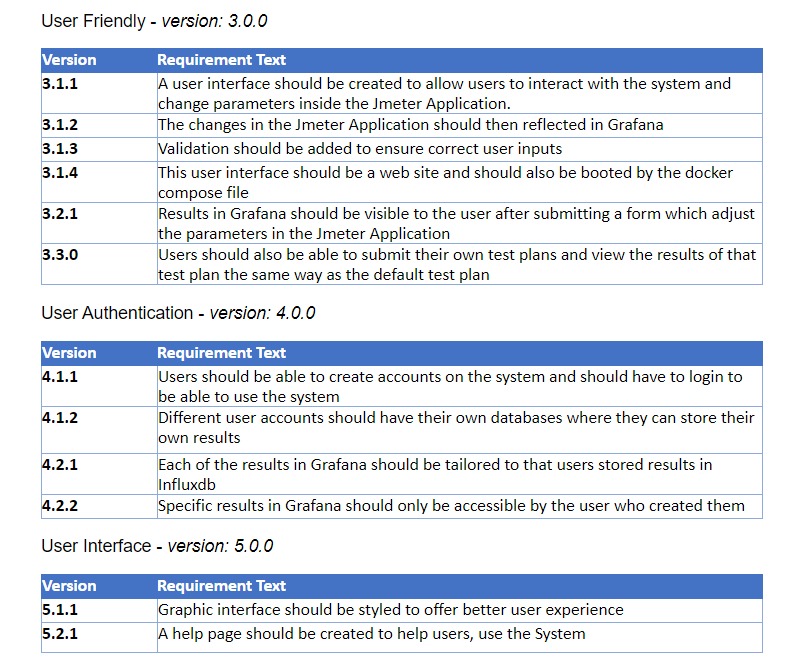 User Friendly - version: 3.0.0
Version Requirement Text
3.1.1 A user interface should be created to allow users to interact with the system and
change parameters inside the Jmeter Application.
3.1.2 The changes in the Jmeter Application should then reflected in Grafana
3.1.3 Validation should be added to ensure correct user inputs
3.1.4 This user interface should be a web site and should also be booted by the docker
compose file
3.2.1 Results in Grafana should be visible to the user after submitting a form which adjust
the parameters in the Jmeter Application
3.3.0 Users should also be able to submit their own test plans and view the results of that
test plan the same way as the default test plan
User Authentication - version: 4.0.0
Version Requirement Text
4.1.1 Users should be able to create accounts on the system and should have to login to
be able to use the system
4.1.2 Different user accounts should have their own databases where they can store their
own results
4.2.1 Each of the results in Grafana should be tailored to that users stored results in
Influxdb
4.2.2 Specific results in Grafana should only be accessible by the user who created them
User Interface - version: 5.0.0
Version Requirement Text
5.1.1 Graphic interface should be styled to offer better user experience
5.2.1 A help page should be created to help users, use the System